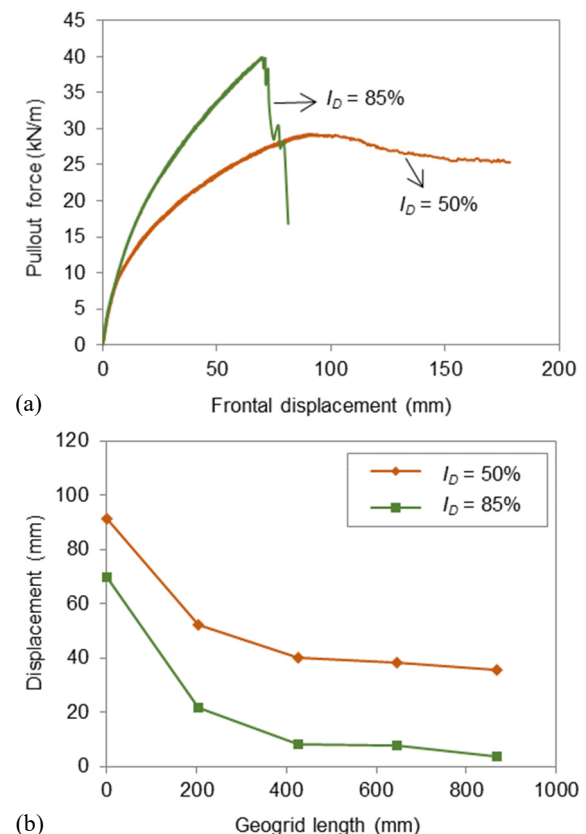 45
40
35
30
25
20
15
10
5
0
Pullout force (kN/m)
I_D = 85%
I_D = 50%
0 50 100 150 200
(a) Frontal displacement (mm)
120
100
80
60
40
20
0
Displacement (mm)
I_D = 50%
I_D = 85%
0 200 400 600 800 1000
(b) Geogrid length (mm)